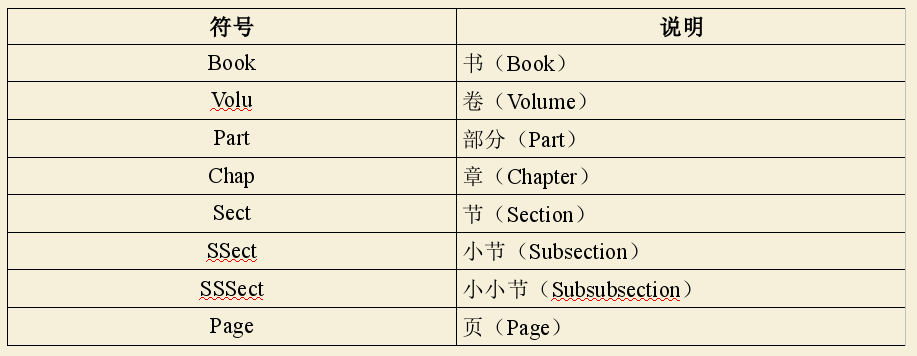 符号 说明
Book 书（Book）
Volu 卷（Volume）
Part 部分（Part）
Chap 章（Chapter）
Sect 节（Section）
SSect 小节（Subsection）
SSSect 小小节（Subsubsection）
Page 页（Page）